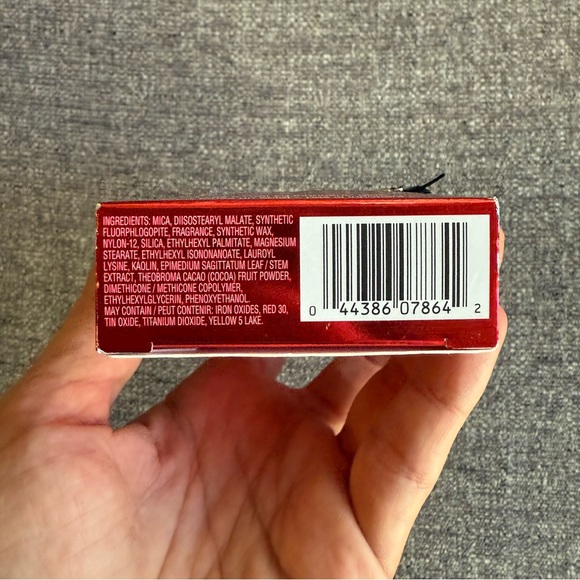 INGREDIENTS: MICA, DIISOSTEARYL MALATE, SYNTHETIC
FLUORPHLOGOPITE, FRAGRANCE, SYNTHETIC WAX,
NYLON-12, SILICA, ETHYLHEXYL PALMITATE, MAGNESIUM
STEARATE, ETHYLHEXYL ISONONANOATE, LAUROYL
LYSINE, KAOLIN, EPIMEDIUM SAGITTATUM LEAF / STEM
EXTRACT, THEOBROMA CACAO (COCOA) FRUIT POWDER,
DIMETHICONE / METHICONE COPOLYMER,
ETHYLHEXYLGLYCERIN, PHENOXYETHANOL.
MAY CONTAIN / PEUT CONTENIR: IRON OXIDES, RED 30,
TIN OXIDE, TITANIUM DIOXIDE, YELLOW 5 LAKE.
0 44386 07864 2